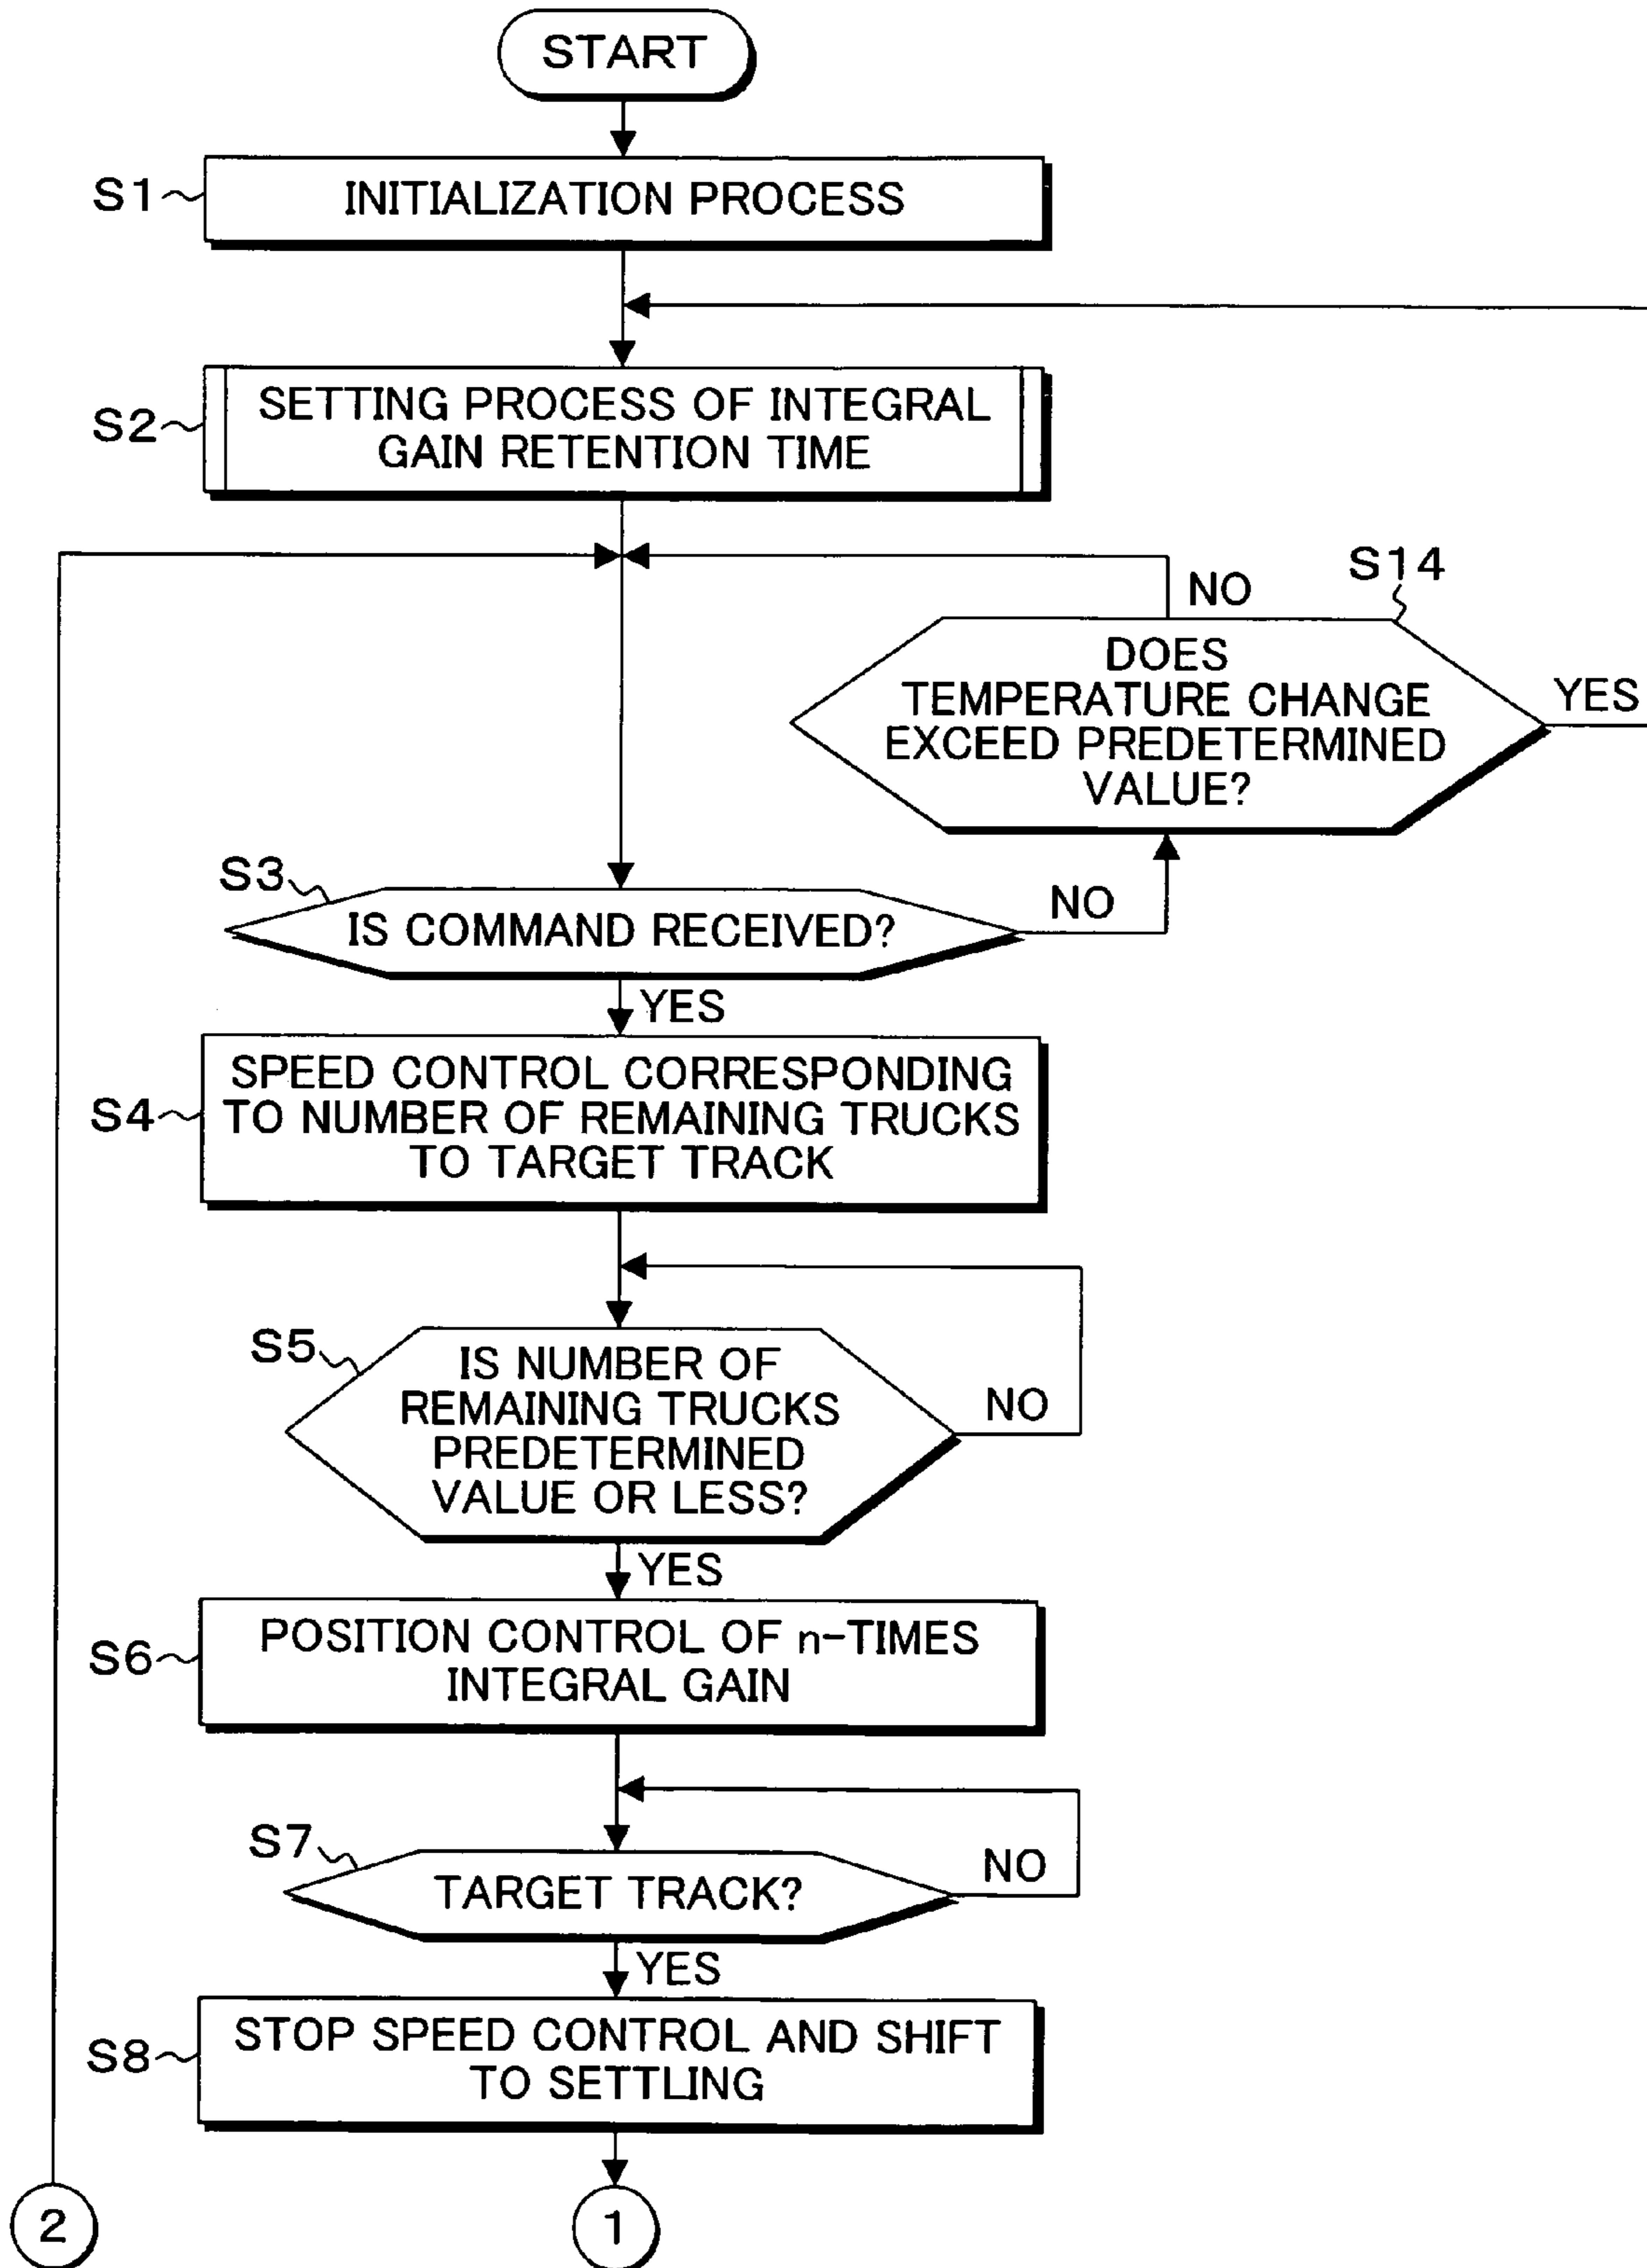 START
S1
INITIALIZATION PROCESS
S2
SETTING PROCESS OF INTEGRAL
GAIN RETENTION TIME
S14
NO
DOES
TEMPERATURE CHANGE
EXCEED PREDETERMINED
VALUE?
YES
S3
IS COMMAND RECEIVED?
NO
YES
S4
SPEED CONTROL CORRESPONDING
TO NUMBER OF REMAINING TRUCKS
TO TARGET TRACK
S5
IS NUMBER OF
REMAINING TRUCKS
PREDETERMINED
VALUE OR LESS?
NO
YES
S6
POSITION CONTROL OF n-TIMES
INTEGRAL GAIN
S7
TARGET TRACK?
NO
YES
S8
STOP SPEED CONTROL AND SHIFT
TO SETTLING
2
1